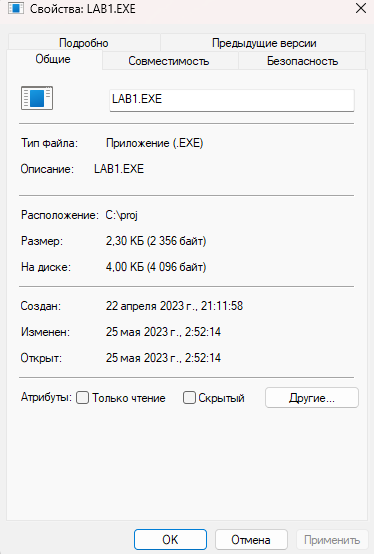 Свойства: LAB1.EXE
Подробно Предыдущие версии
Общие Совместимость Безопасность
LAB1.EXE
Тип файла: Приложение (.EXE)
Описание: LAB1.EXE
Расположение: C:\proj
Размер: 2,30 КБ (2 356 байт)
На диске: 4,00 КБ (4 096 байт)
Создан: 22 апреля 2023 г., 21:11:58
Изменен: 25 мая 2023 г., 2:52:14
Открыт: 25 мая 2023 г., 2:52:14
Атрибуты: Только чтение Скрытый Другие...
OK Отмена Применить